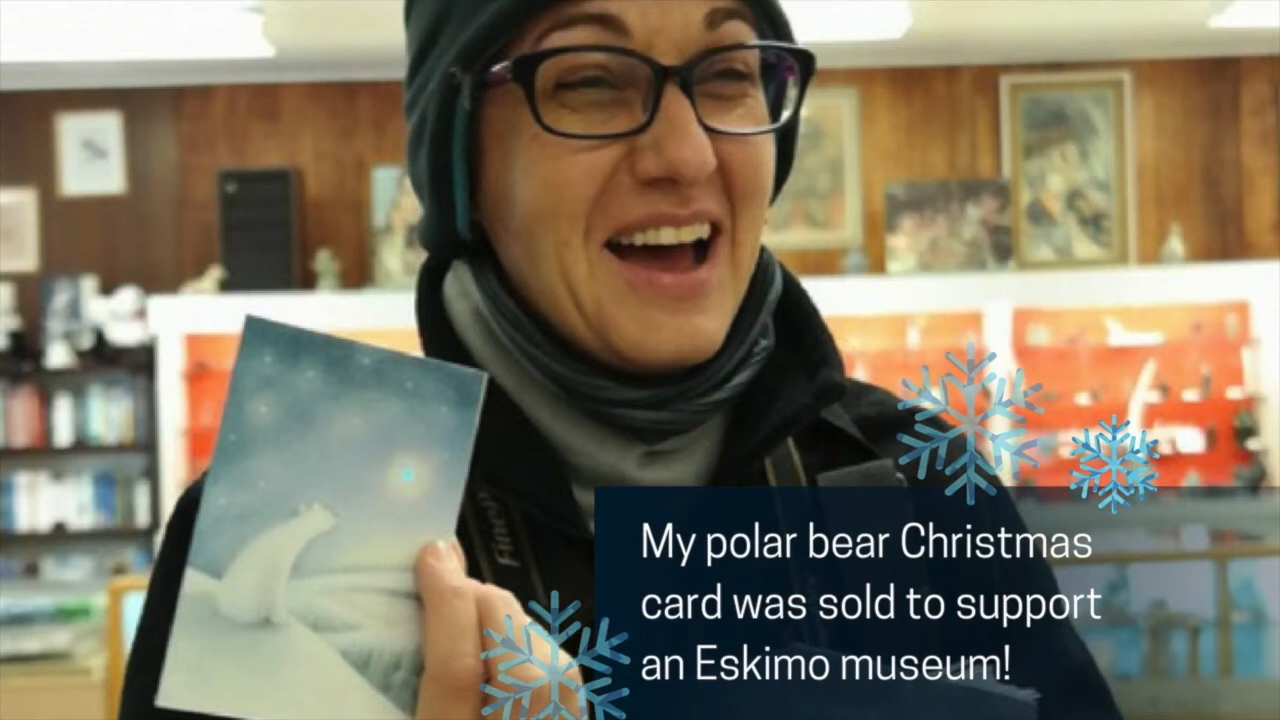 My polar bear Christmas
card was sold to support
an Eskimo museum!